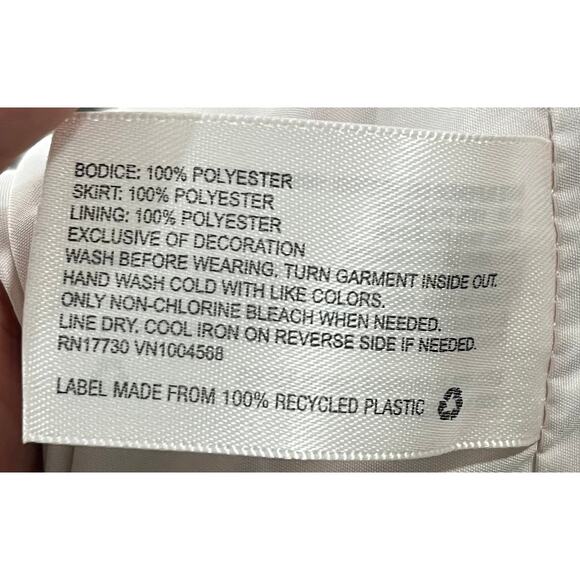 BODICE: 100% POLYESTER
SKIRT: 100% POLYESTER
LINING: 100% POLYESTER
EXCLUSIVE OF DECORATION
WASH BEFORE WEARING. TURN GARMENT INSIDE OUT.
HAND WASH COLD WITH LIKE COLORS.
ONLY NON-CHLORINE BLEACH WHEN NEEDED.
LINE DRY. COOL IRON ON REVERSE SIDE IF NEEDED.
RN17730 VN1004568
LABEL MADE FROM 100% RECYCLED PLASTIC